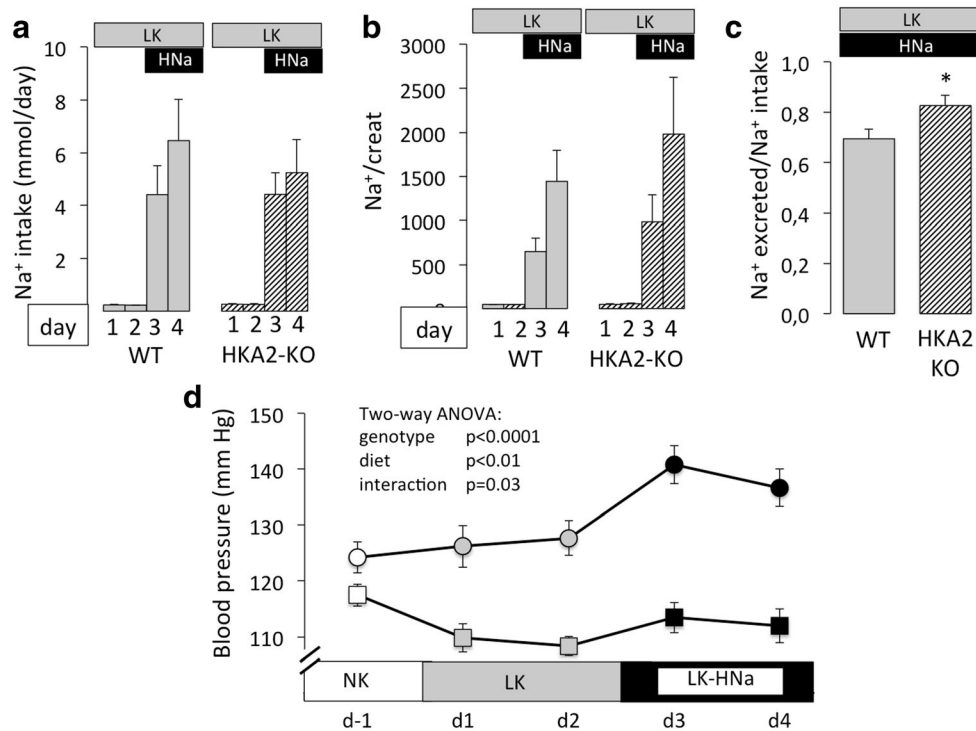 a
LK
HNa
LK
HNa
Na⁺ intake (mmol/day)
10
8
6
4
2
day
1 2 3 4
1 2 3 4
WT
HKA2-KO
b
LK
HNa
LK
HNa
Na⁺/creat
3000
2500
2000
1500
1000
500
0
day
1 2 3 4
1 2 3 4
WT
HKA2-KO
c
LK
HNa
Na⁺ excreted/Na⁺ intake
1,0
0,8
0,6
0,4
0,2
0,0
*
WT
HKA2
KO
d
Blood pressure (mm Hg)
150
140
130
120
110
Two-way ANOVA:
genotype p<0.0001
diet p<0.01
interaction p=0.03
NK
LK
LK-HNa
d-1 d1 d2 d3 d4